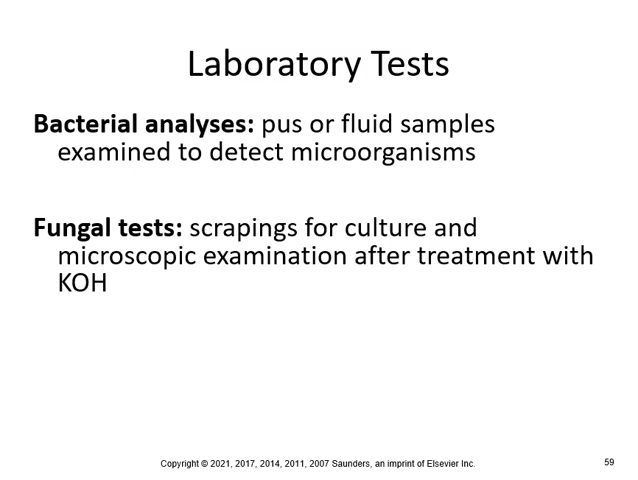 Laboratory Tests
Bacterial analyses: pus or fluid samples
examined to detect microorganisms
Fungal tests: scrapings for culture and
microscopic examination after treatment with
KOH
Copyright © 2021, 2017, 2014, 2011, 2007 Saunders, an imprint of Elsevier Inc.
59